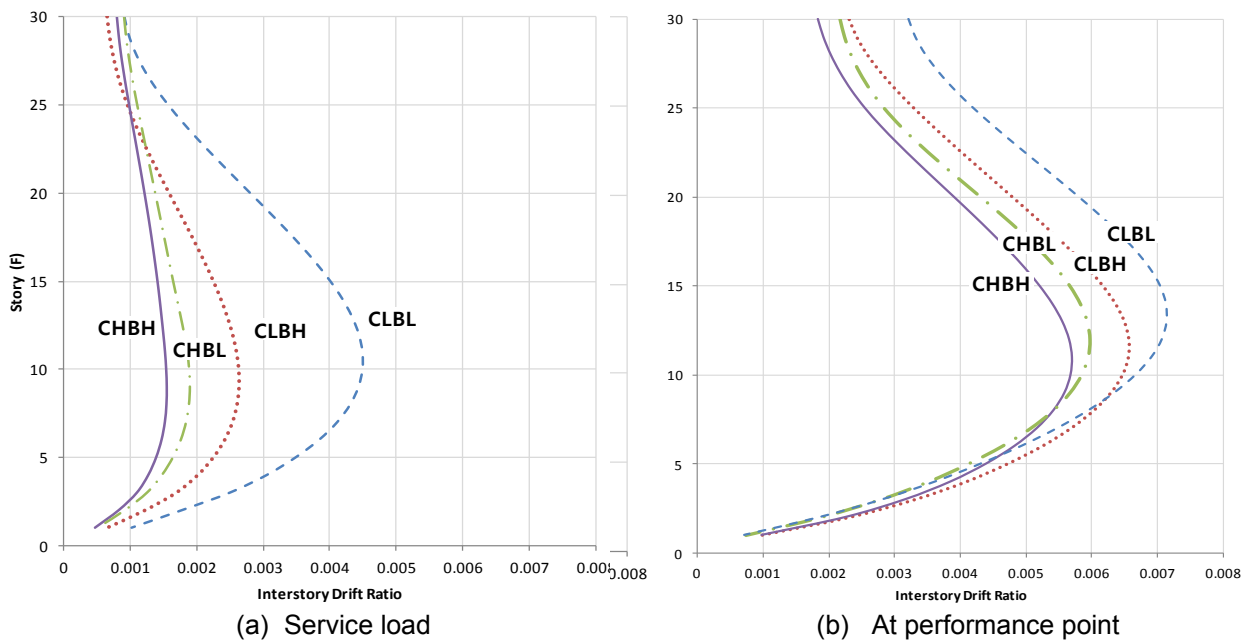 30
25
20
15
10
5
0
Story (F)
CHBH
CHBL
CLBH
CLBL
0
0.001
0.002
0.003
0.004
0.005
0.006
0.007
0.008
0.008
Interstory Drift Ratio
(a) Service load
30
25
20
15
10
5
0
CHBL
CLBL
CLBH
CHBH
0
0.001
0.002
0.003
0.004
0.005
0.006
0.007
0.008
Interstory Drift Ratio
(b) At performance point